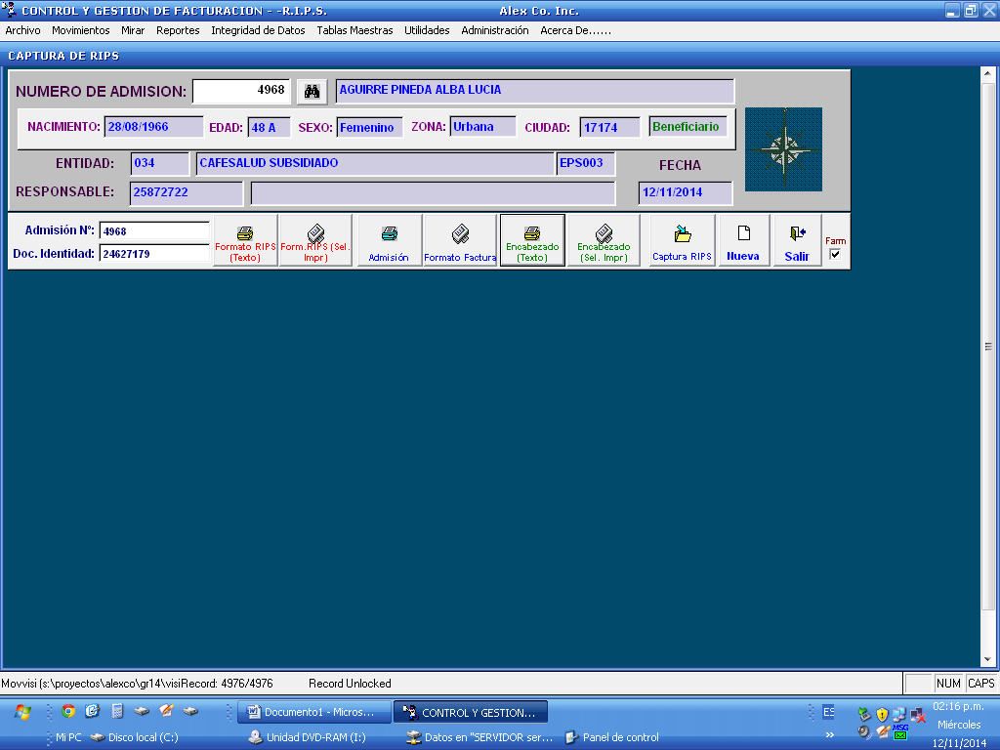 CONTROL Y GESTION DE FACTURACION - -R.I.P.S. Alex Co. Inc.
Archivo Movimientos Mirar Reportes Integridad de Datos Tablas Maestras Utilidades Administración Acerca De......
CAPTURA DE RIPS
NUMERO DE ADMISION: 4968 AGUIRRE PINEDA ALBA LUCIA
NACIMIENTO: 28/08/1966 EDAD: 48 A SEXO: Femenino ZONA: Urbana CIUDAD: 17174 Beneficiario
ENTIDAD: 034 CAFESALUD SUBSIDIADO EPS003 FECHA
RESPONSABLE: 25872722 12/11/2014
Admisión Nº: 4968
Doc. Identidad: 24627179
Formato RIPS
(Texto)
Form.RIPS (Sel.
Impr)
Admisión
Formato Factura
Encabezado
(Texto)
Encabezado
(Sel. Impr)
Captura RIPS
Nueva
Salir
Farm
Movvisi (s:\proyectos\alexco\gr14\visiRecord: 4976/4976 Record Unlocked NUM CAPS
Documento1 - Micros... CONTROL Y GESTION... ES
02:16 p.m.
Miércoles
12/11/2014
MSG
Mi PC Disco local (C:) Unidad DVD-RAM (I:) Datos en "SERVIDOR ser... Panel de control »